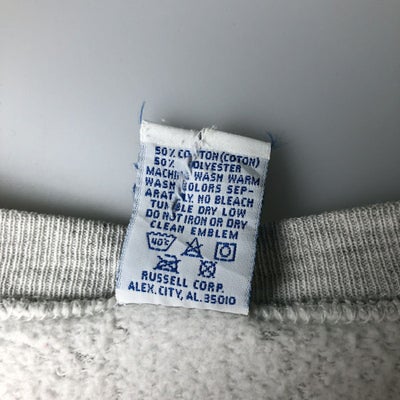 50% COTTON (COTON)
50% POLYESTER
MACHINE WASH WARM
WASH COLORS SEP-
ARATELY. NO BLEACH
TUMBLE DRY LOW
DO NOT IRON OR DRY
CLEAN EMBLEM
40°
RUSSELL CORP.
ALEX. CITY, AL. 35010